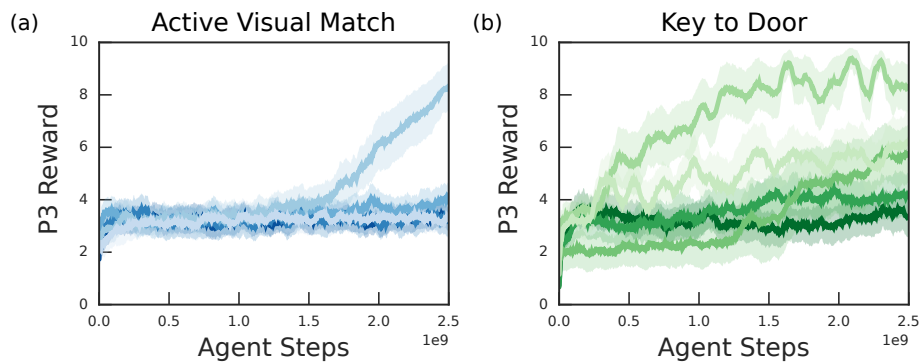 (a) Active Visual Match
P3 Reward
10
8
6
4
2
0
0.0 0.5 1.0 1.5 2.0 2.5
1e9
Agent Steps
(b) Key to Door
P3 Reward
10
8
6
4
2
0
0.0 0.5 1.0 1.5 2.0 2.5
1e9
Agent Steps